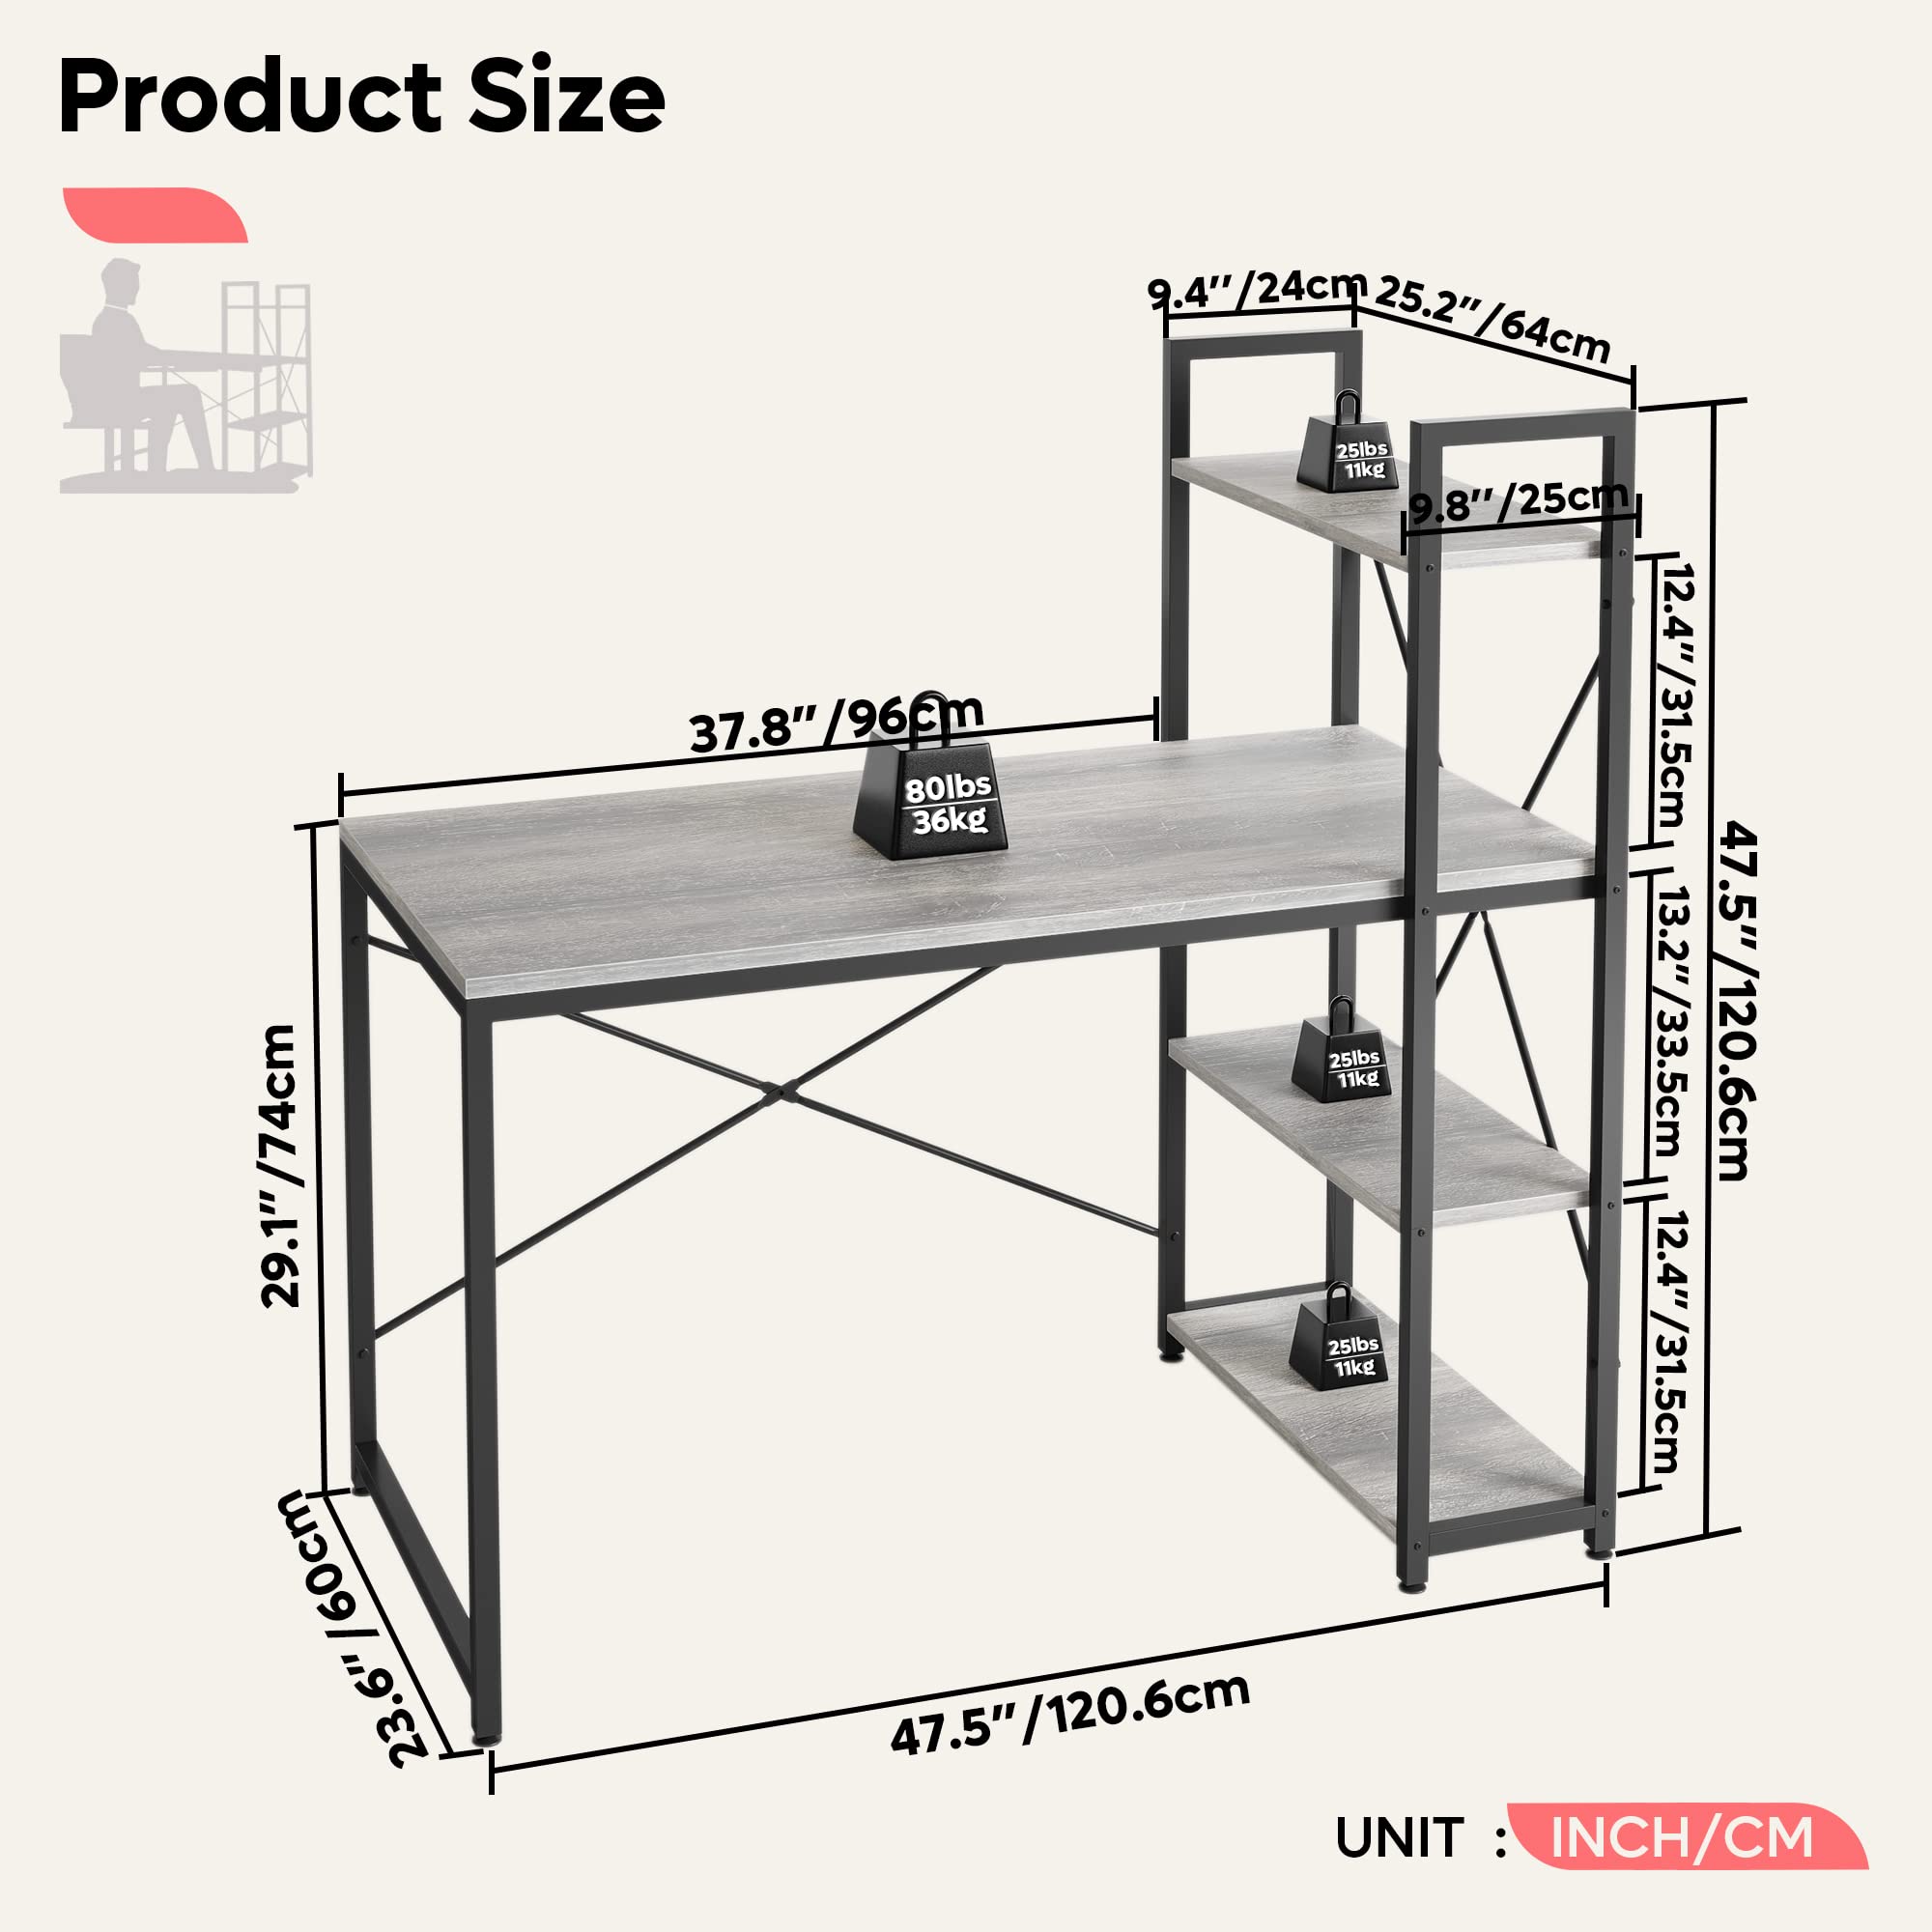 Product Size
9.4″/24cm
25.2″/64cm
25lbs
11kg
9.8″/25cm
12.4″/31.5cm
37.8″/96cm
80lbs
36kg
47.5″/120.6cm
13.2″/33.5cm
25lbs
11kg
29.1″/74cm
12.4″/31.5cm
25lbs
11kg
23.6″/60cm
47.5″/120.6cm
UNIT : INCH/CM